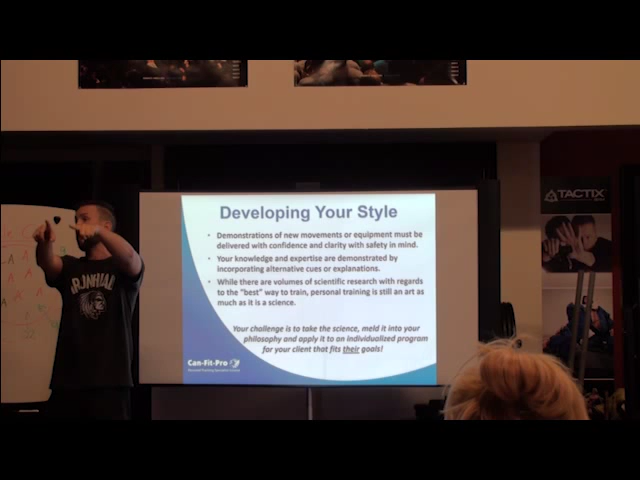 TACTIX
Developing Your Style
Demonstrations of new movements or equipment must be
delivered with confidence and clarity with safety in mind.
Your knowledge and expertise are demonstrated by
incorporating alternative cues or explanations.
While there are volumes of scientific research with regards
to the "best" way to train, personal training is still an art as
much as it is a science.
Your challenge is to take the science, meld it into your
philosophy and apply it to an individualized program
for your client that fits their goals!
Can-Fit-Pro